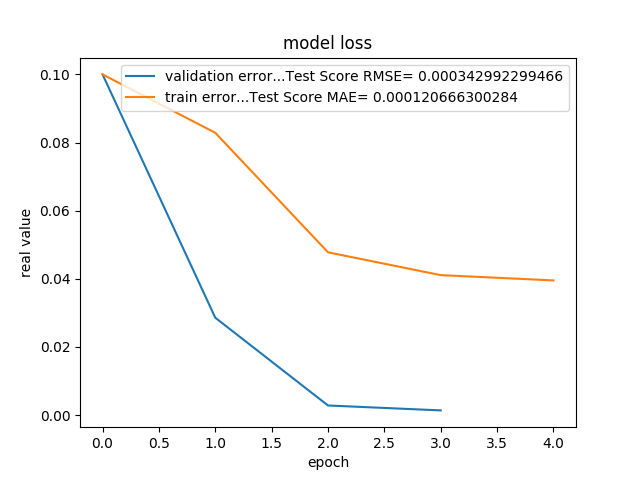 model loss
validation error...Test Score RMSE= 0.000342992299466
train error...Test Score MAE= 0.000120666300284
real value
0.10
0.08
0.06
0.04
0.02
0.00
0.0 0.5 1.0 1.5 2.0 2.5 3.0 3.5 4.0
epoch